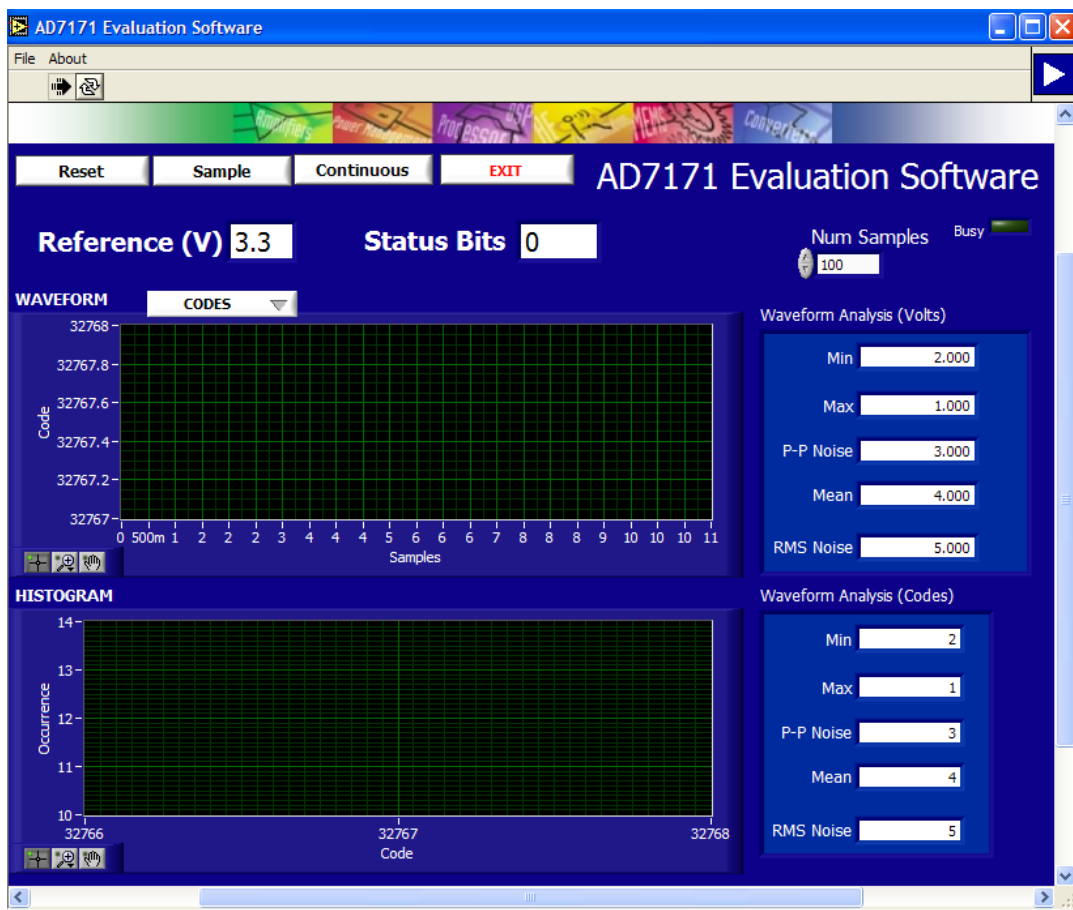 AD7171 Evaluation Software
File About
Amplifiers Power Management Processor DSP RF MEMS Converters
Reset Sample Continuous EXIT AD7171 Evaluation Software
Reference (V) 3.3 Status Bits 0 Num Samples 100 Busy
WAVEFORM CODES
32768
32767.8
32767.6
32767.4
32767.2
32767
Code
0 500m 1 2 2 2 3 4 4 4 5 6 6 6 7 8 8 8 9 10 10 10 11
Samples
Waveform Analysis (Volts)
Min 2.000
Max 1.000
P-P Noise 3.000
Mean 4.000
RMS Noise 5.000
HISTOGRAM
14
13
12
11
10
Occurrence
32766 32767 32768
Code
Waveform Analysis (Codes)
Min 2
Max 1
P-P Noise 3
Mean 4
RMS Noise 5